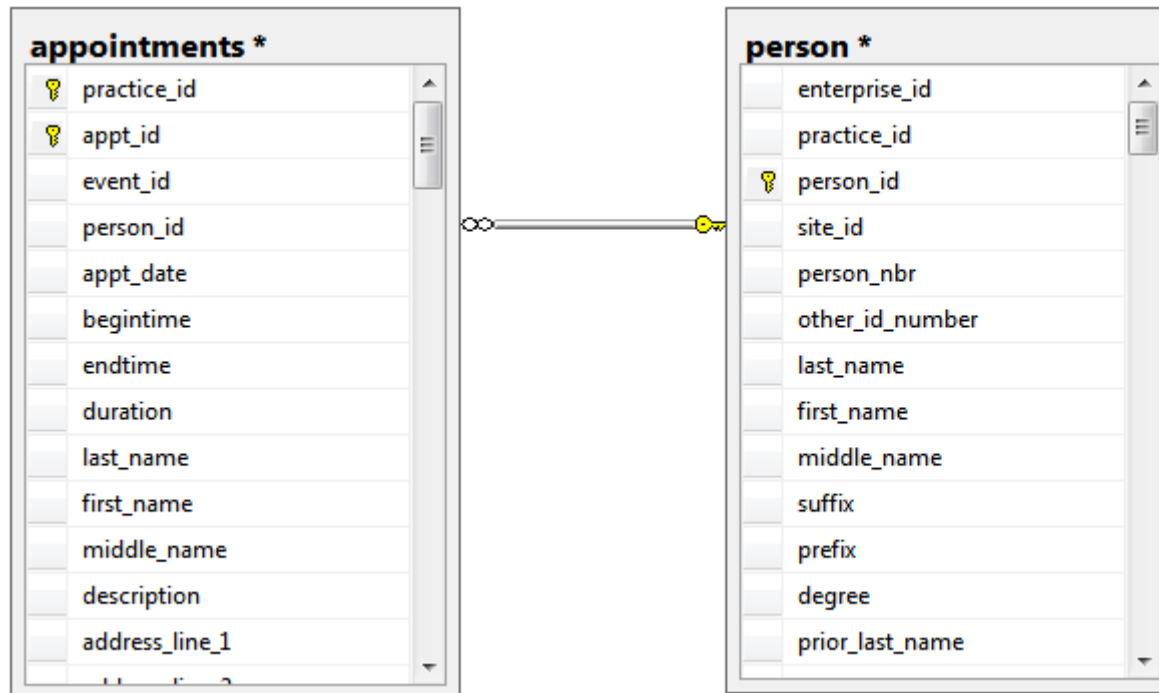 appointments *
practice_id
appt_id
event_id
person_id
appt_date
begintime
endtime
duration
last_name
first_name
middle_name
description
address_line_1
person *
enterprise_id
practice_id
person_id
site_id
person_nbr
other_id_number
last_name
first_name
middle_name
suffix
prefix
degree
prior_last_name